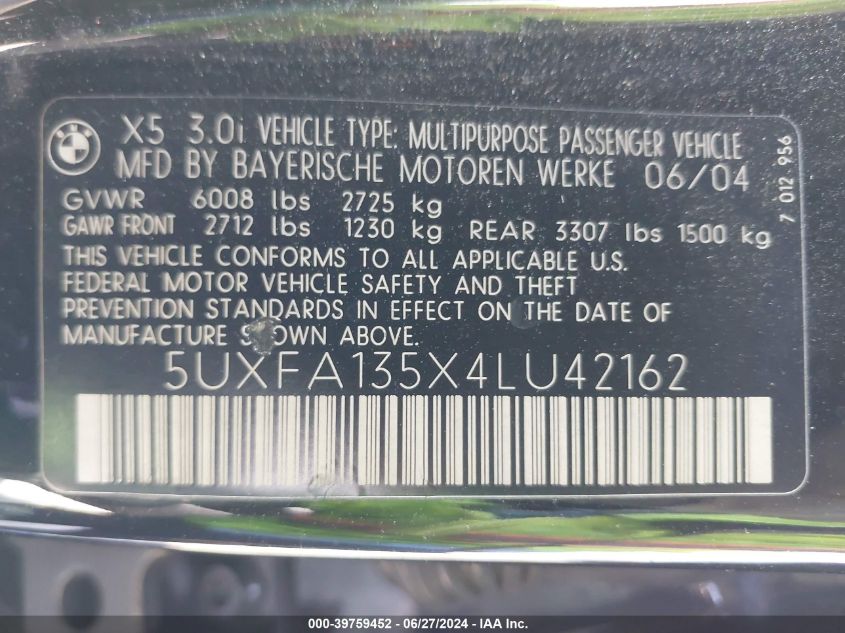 BMW
X5 3.0i VEHICLE TYPE: MULTIPURPOSE PASSENGER VEHICLE
MFD BY BAYERISCHE MOTOREN WERKE 06/04
GVWR 6008 lbs 2725 kg
GAWR FRONT 2712 lbs 1230 kg REAR 3307 lbs 1500 kg
THIS VEHICLE CONFORMS TO ALL APPLICABLE U.S.
FEDERAL MOTOR VEHICLE SAFETY AND THEFT
PREVENTION STANDARDS IN EFFECT ON THE DATE OF
MANUFACTURE SHOWN ABOVE.
7 012 956
5UXFA135X4LU42162
000-39759452 - 06/27/2024 - IAA Inc.